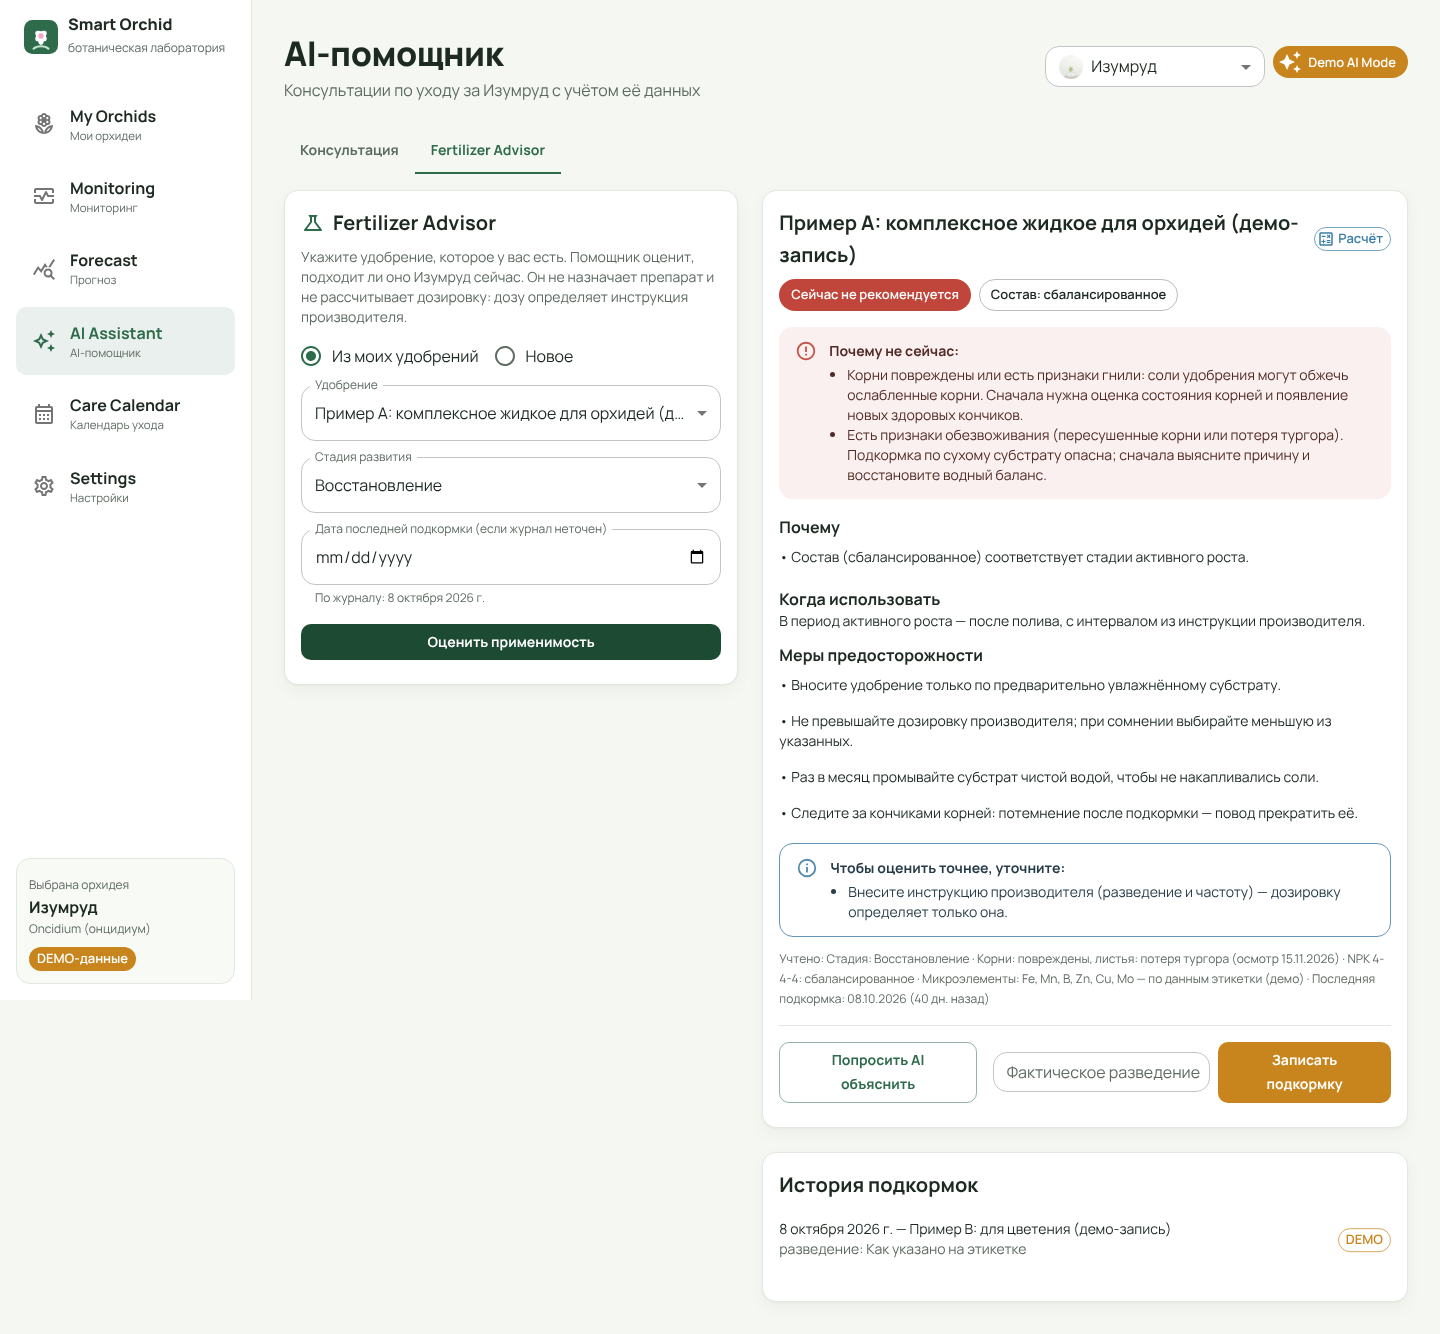 Smart Orchid
ботаническая лаборатория
My Orchids
Мои орхидеи
Monitoring
Мониторинг
Forecast
Прогноз
AI Assistant
AI-помощник
Care Calendar
Календарь ухода
Settings
Настройки
Выбрана орхидея
Изумруд
Oncidium (онцидиум)
DEMO-данные
AI-помощник
Консультации по уходу за Изумруд с учётом её данных
Изумруд
Demo AI Mode
Консультация
Fertilizer Advisor
Fertilizer Advisor
Укажите удобрение, которое у вас есть. Помощник оценит,
подходит ли оно Изумруд сейчас. Он не назначает препарат и
не рассчитывает дозировку: дозу определяет инструкция
производителя.
Из моих удобрений
Новое
Удобрение
Пример А: комплексное жидкое для орхидей (д...
Стадия развития
Восстановление
Дата последней подкормки (если журнал неточен)
mm/dd/yyyy
По журналу: 8 октября 2026 г.
Оценить применимость
Пример А: комплексное жидкое для орхидей (демо-
запись)
Расчёт
Сейчас не рекомендуется
Состав: сбалансированное
Почему не сейчас:
• Корни повреждены или есть признаки гнили: соли удобрения могут обжечь
ослабленные корни. Сначала нужна оценка состояния корней и появление
новых здоровых кончиков.
• Есть признаки обезвоживания (пересушенные корни или потеря тургора).
Подкормка по сухому субстрату опасна; сначала выясните причину и
восстановите водный баланс.
Почему
• Состав (сбалансированное) соответствует стадии активного роста.
Когда использовать
В период активного роста — после полива, с интервалом из инструкции производителя.
Меры предосторожности
• Вносите удобрение только по предварительно увлажнённому субстрату.
• Не превышайте дозировку производителя; при сомнении выбирайте меньшую из
указанных.
• Раз в месяц промывайте субстрат чистой водой, чтобы не накапливались соли.
• Следите за кончиками корней: потемнение после подкормки — повод прекратить её.
Чтобы оценить точнее, уточните:
• Внесите инструкцию производителя (разведение и частоту) — дозировку
определяет только она.
Учтено: Стадия: Восстановление · Корни: повреждены, листья: потеря тургора (осмотр 15.11.2026) · NPK 4-
4-4: сбалансированное · Микроэлементы: Fe, Mn, B, Zn, Cu, Mo — по данным этикетки (демо) · Последняя
подкормка: 08.10.2026 (40 дн. назад)
Попросить AI
объяснить
Фактическое разведение
Записать
подкормку
История подкормок
8 октября 2026 г. — Пример В: для цветения (демо-запись)
разведение: Как указано на этикетке
DEMO